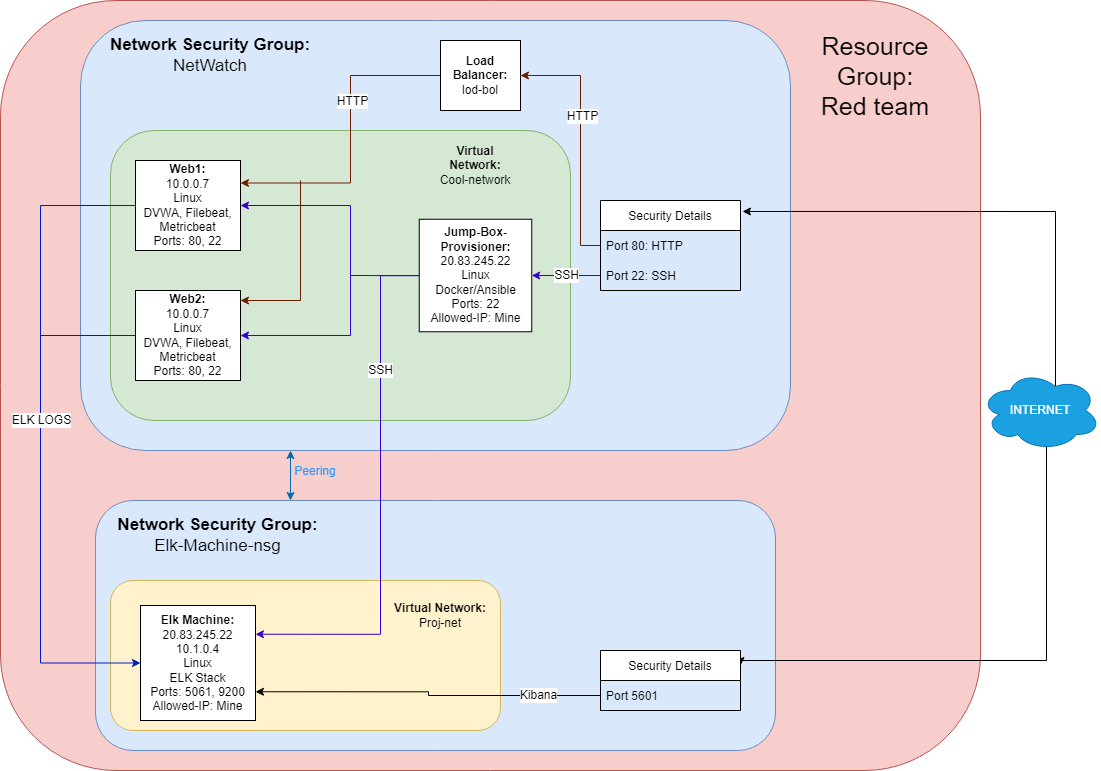 Network Security Group:
NetWatch
Resource
Group:
Red team
Load
Balancer:
lod-bol
HTTP
HTTP
Virtual
Network:
Cool-network
Web1:
10.0.0.7
Linux
DVWA, Filebeat,
Metricbeat
Ports: 80, 22
Jump-Box-
Provisioner:
20.83.245.22
Linux
Docker/Ansible
Ports: 22
Allowed-IP: Mine
Security Details
Port 80: HTTP
Port 22: SSH
SSH
Web2:
10.0.0.7
Linux
DVWA, Filebeat,
Metricbeat
Ports: 80, 22
SSH
INTERNET
ELK LOGS
Peering
Network Security Group:
Elk-Machine-nsg
Virtual Network:
Proj-net
Elk Machine:
20.83.245.22
10.1.0.4
Linux
ELK Stack
Ports: 5061, 9200
Allowed-IP: Mine
Kibana
Security Details
Port 5601